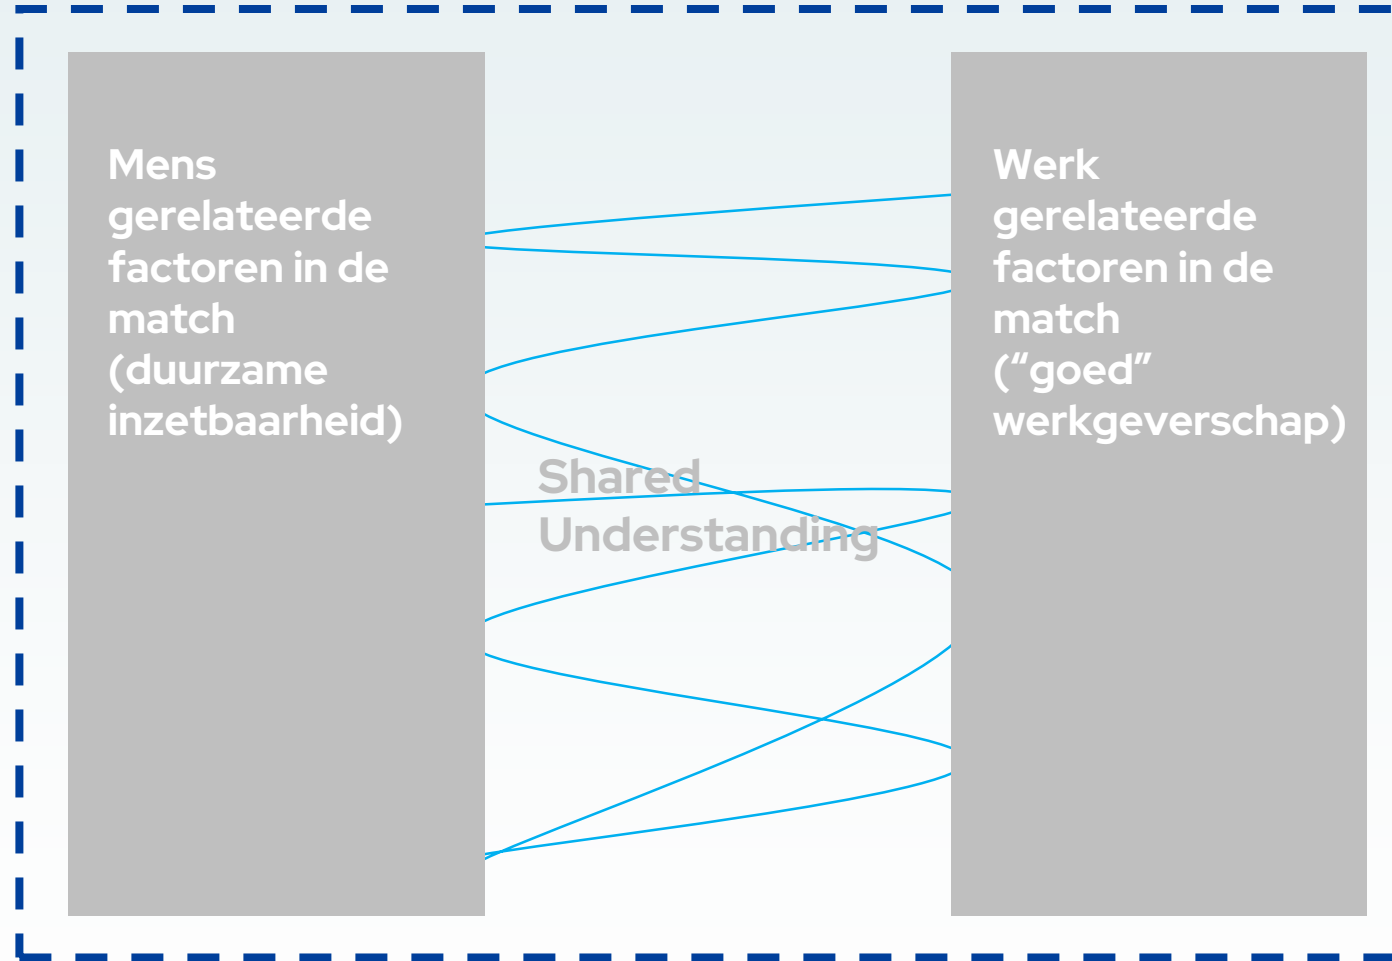 Mens
gerelateerde
factoren in de
match
(duurzame
inzetbaarheid)
Shared
Understanding
Werk
gerelateerde
factoren in de
match
(“goed”
werkgeverschap)